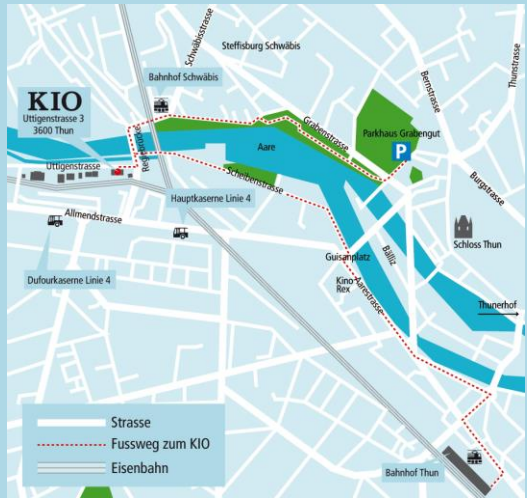 Schwäbisstrasse
Steffisburg Schwäbis
Bernstrasse
Thunstrasse
Bahnhof Schwäbis
KIO
Uttigenstrasse 3
3600 Thun
Regiebrücke
Grabenstrasse
Parkhaus Grabengut
P
Aare
Uttigenstrasse
Scheibenstrasse
Burgstrasse
Hauptkaserne Linie 4
Allmendstrasse
Schloss Thun
Bälliz
Guisanplatz
Dufourkaserne Linie 4
Kino
Rex
Aarestrasse
Thunerhof
Strasse
Fussweg zum KIO
Eisenbahn
Bahnhof Thun